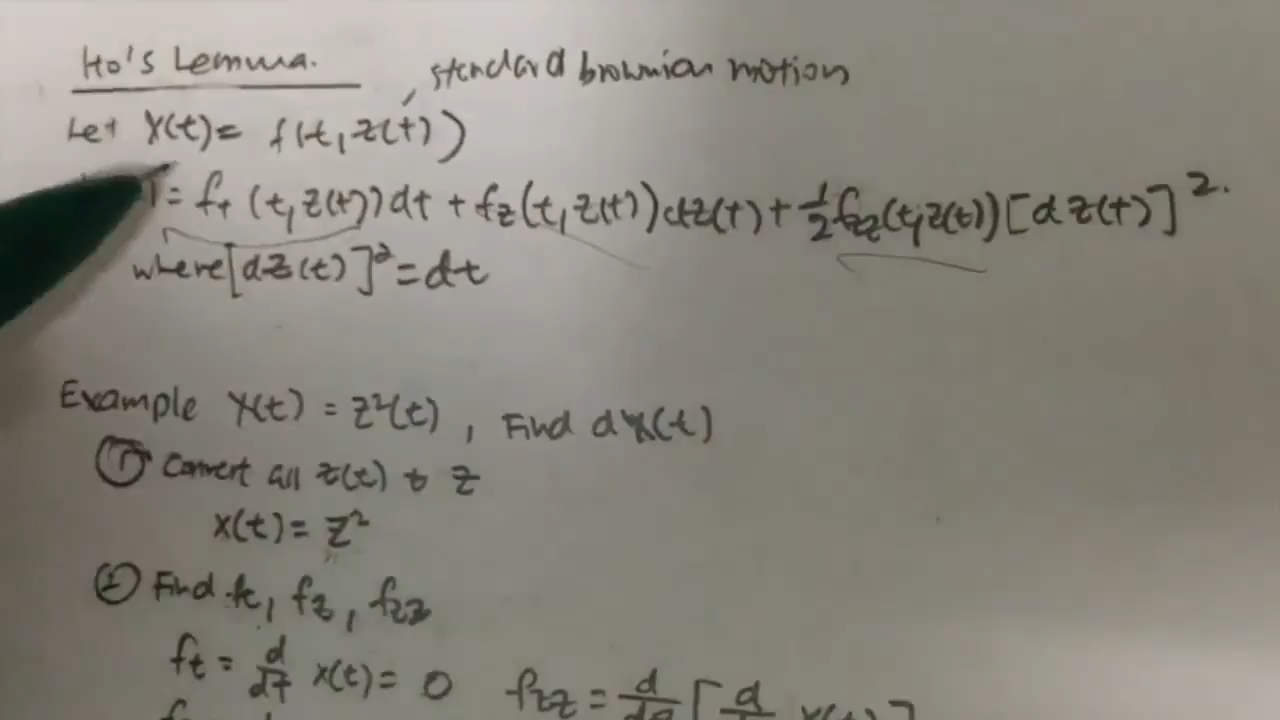 Ito's Lemma.
, standard brownian motion
Let X(t) = f(t, z(t))
= ft (t, z(t)) dt + fz (t, z(t)) dz(t) + 1/2 fzz (t, z(t)) [d z(t)]².
where [dz(t)]² = dt
Example X(t) = z²(t), Find dX(t)
① Convert all z(t) to z
X(t) = z²
② Find ft, fz, fzz
ft = d/dt X(t) = 0 fzz = d/dz [d